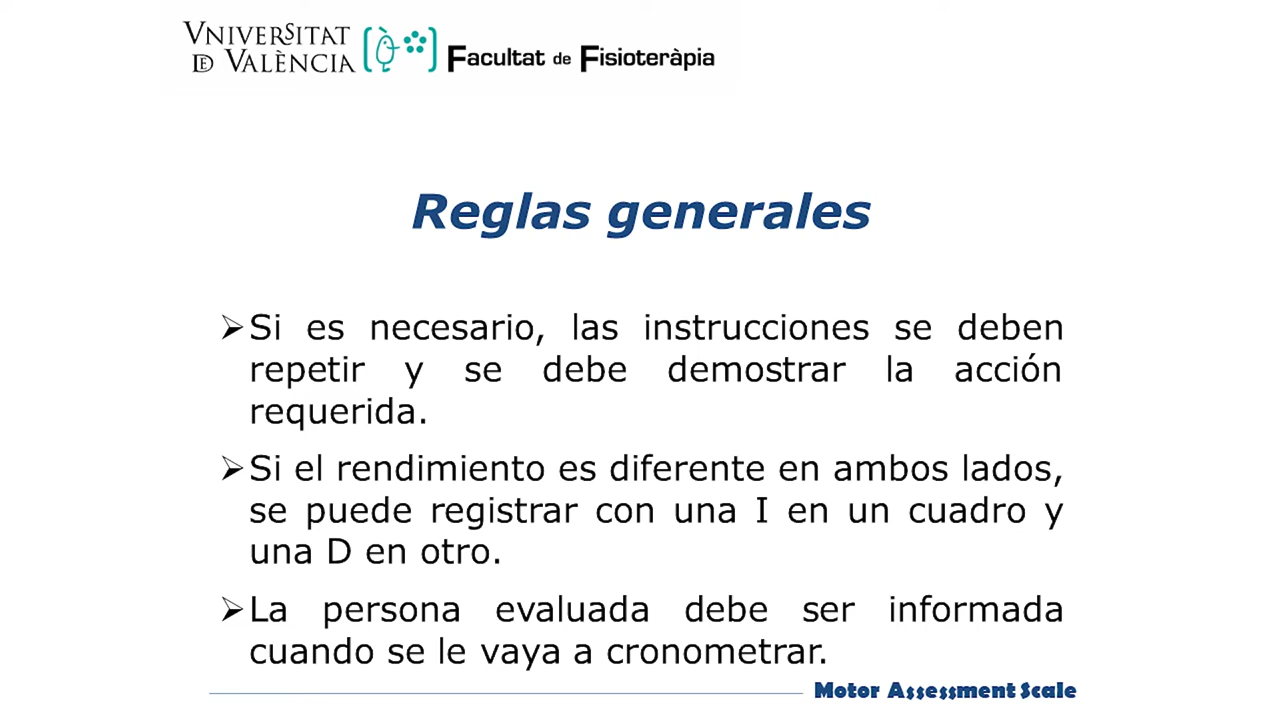 VNIVERSITAT
DE VALÈNCIA
Facultat de Fisioteràpia
Reglas generales
➢Si es necesario, las instrucciones se deben
repetir y se debe demostrar la acción
requerida.
➢Si el rendimiento es diferente en ambos lados,
se puede registrar con una I en un cuadro y
una D en otro.
➢La persona evaluada debe ser informada
cuando se le vaya a cronometrar.
Motor Assessment Scale